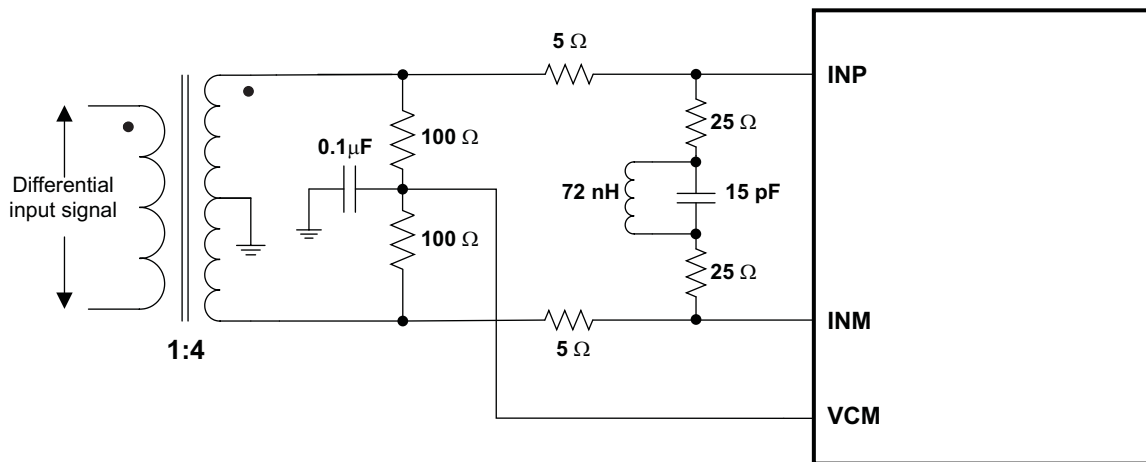 5 Ω
INP
25 Ω
100 Ω
0.1μF
Differential
input signal
72 nH
15 pF
100 Ω
25 Ω
INM
5 Ω
1:4
VCM